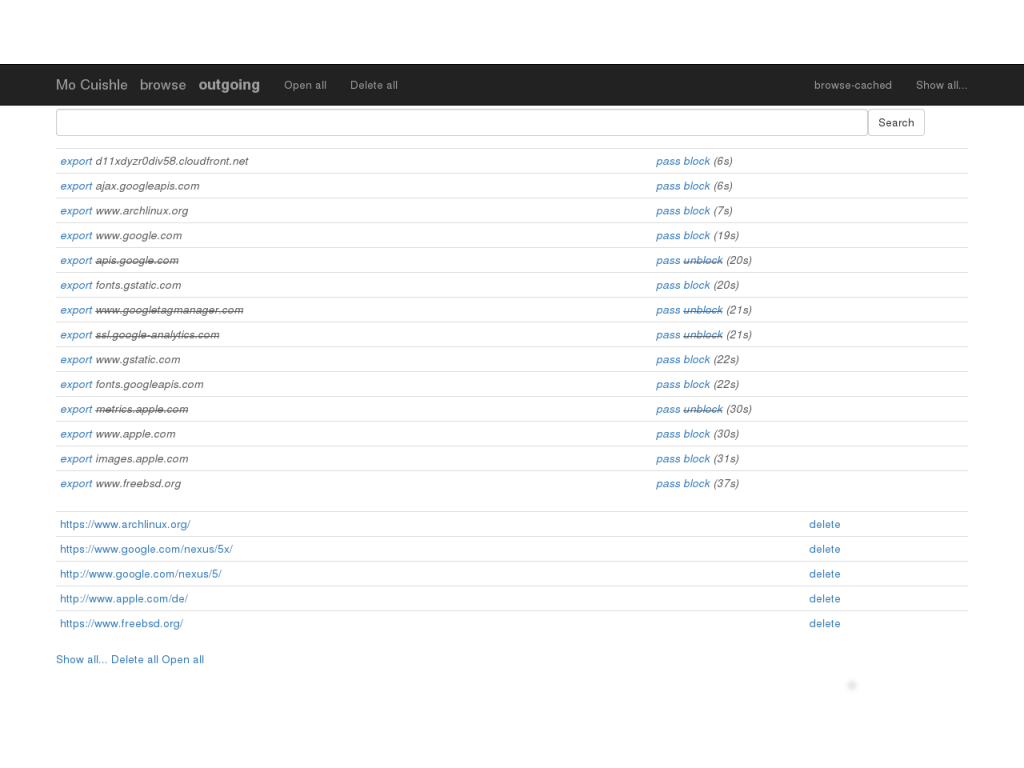 Mo Cuishle browse outgoing Open all Delete all browse-cached Show all...
Search
export d11xdyzr0div58.cloudfront.net pass block (6s)
export ajax.googleapis.com pass block (6s)
export www.archlinux.org pass block (7s)
export www.google.com pass block (19s)
export apis.google.com pass unblock (20s)
export fonts.gstatic.com pass block (20s)
export www.googletagmanager.com pass unblock (21s)
export ssl.google-analytics.com pass unblock (21s)
export www.gstatic.com pass block (22s)
export fonts.googleapis.com pass block (22s)
export metrics.apple.com pass unblock (30s)
export www.apple.com pass block (30s)
export images.apple.com pass block (31s)
export www.freebsd.org pass block (37s)
https://www.archlinux.org/ delete
https://www.google.com/nexus/5x/ delete
http://www.google.com/nexus/5/ delete
http://www.apple.com/de/ delete
https://www.freebsd.org/ delete
Show all... Delete all Open all